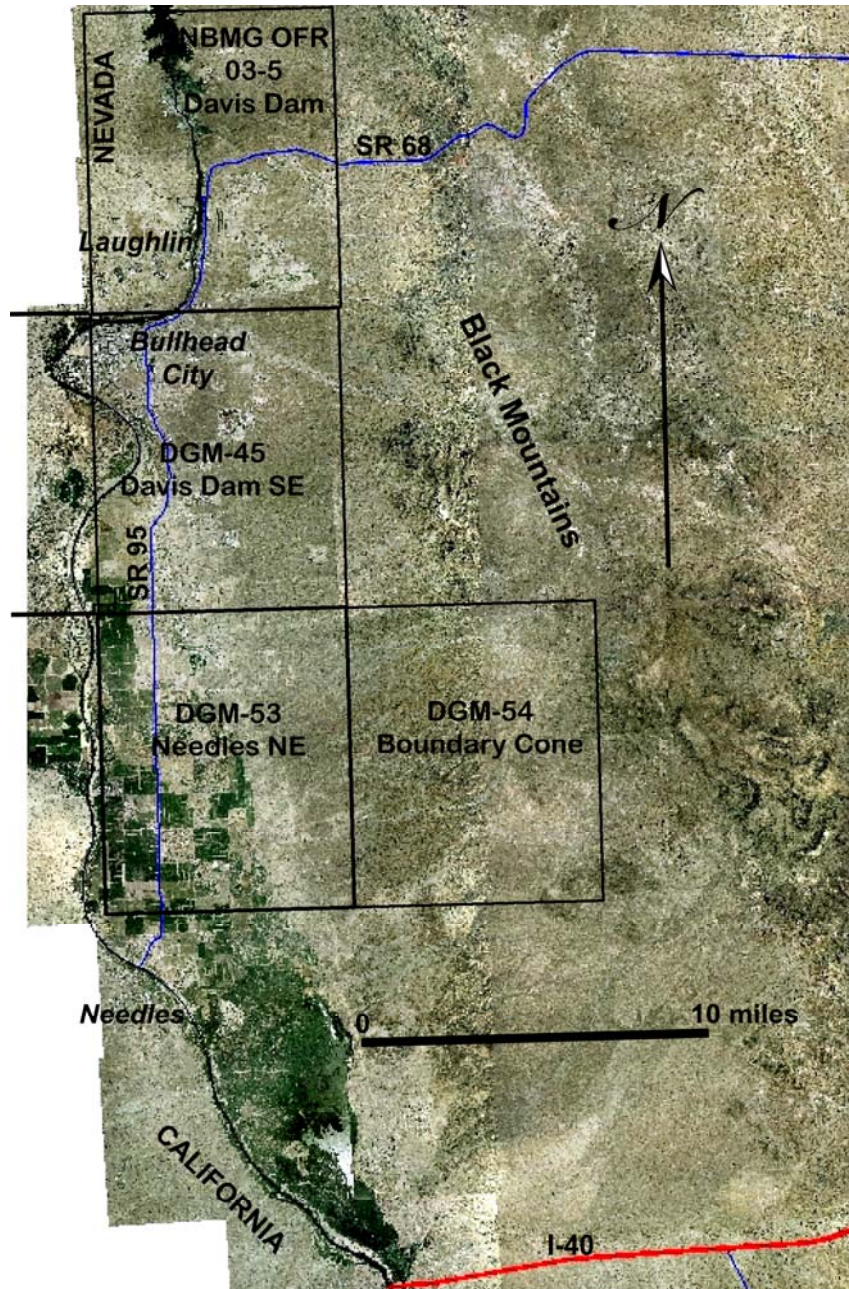 NBMG OFR
03-5
Davis Dam
NEVADA
SR 68
N
Laughlin
Bullhead
City
Black Mountains
DGM-45
Davis Dam SE
SR 95
DGM-53
Needles NE
DGM-54
Boundary Cone
Needles
0
10 miles
CALIFORNIA
I-40